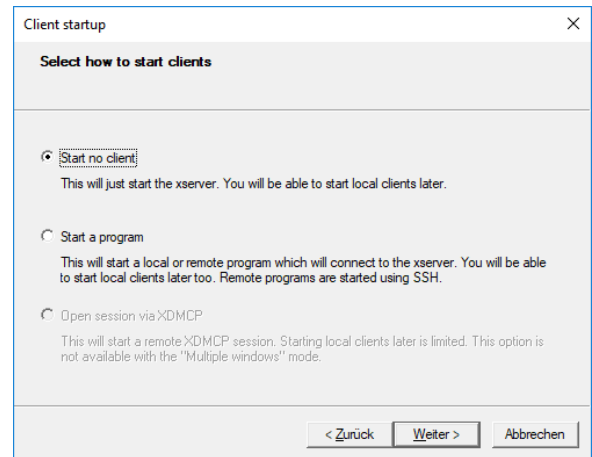 Client startup
Select how to start clients
Start no client
This will just start the xserver. You will be able to start local clients later.
Start a program
This will start a local or remote program which will connect to the xserver. You will be able
to start local clients later too. Remote programs are started using SSH.
Open session via XDMCP
This will start a remote XDMCP session. Starting local clients later is limited. This option is
not available with the "Multiple windows" mode.
< Zurück Weiter > Abbrechen